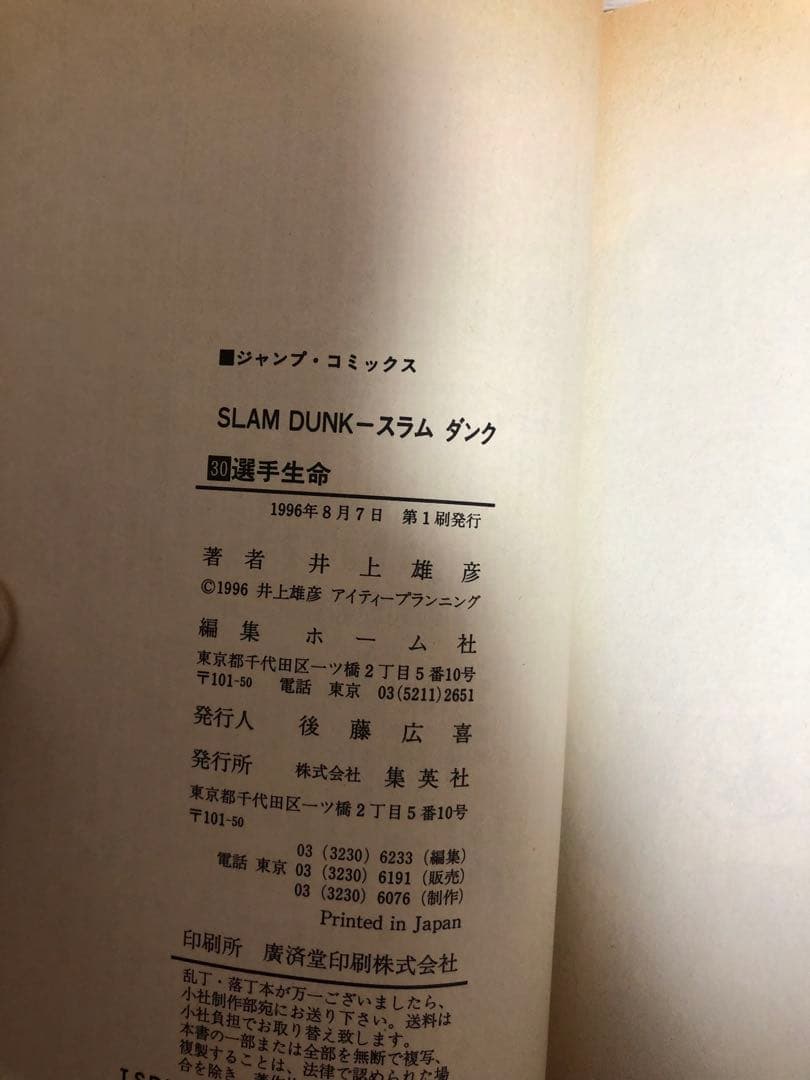 ■ジャンプ・コミックス
SLAM DUNK－スラム ダンク
30選手生命
1996年8月7日　第1刷発行
著者　井上雄彦
©1996 井上雄彦 アイティープランニング
編集　ホーム社
東京都千代田区一ツ橋2丁目5番10号
〒101-50　電話　東京　03(5211)2651
発行人　後藤広喜
発行所　株式会社　集英社
東京都千代田区一ツ橋2丁目5番10号
〒101-50
03 (3230) 6233 (編集)
電話 東京 03 (3230) 6191 (販売)
03 (3230) 6076 (制作)
Printed in Japan
印刷所　廣済堂印刷株式会社
乱丁・落丁本が万一ございましたら、
小社制作部宛にお送り下さい。送料は
小社負担でお取り替え致します。
本書の一部または全部を無断で複写、
複製することは、法律で認められた場
合を除き、著作